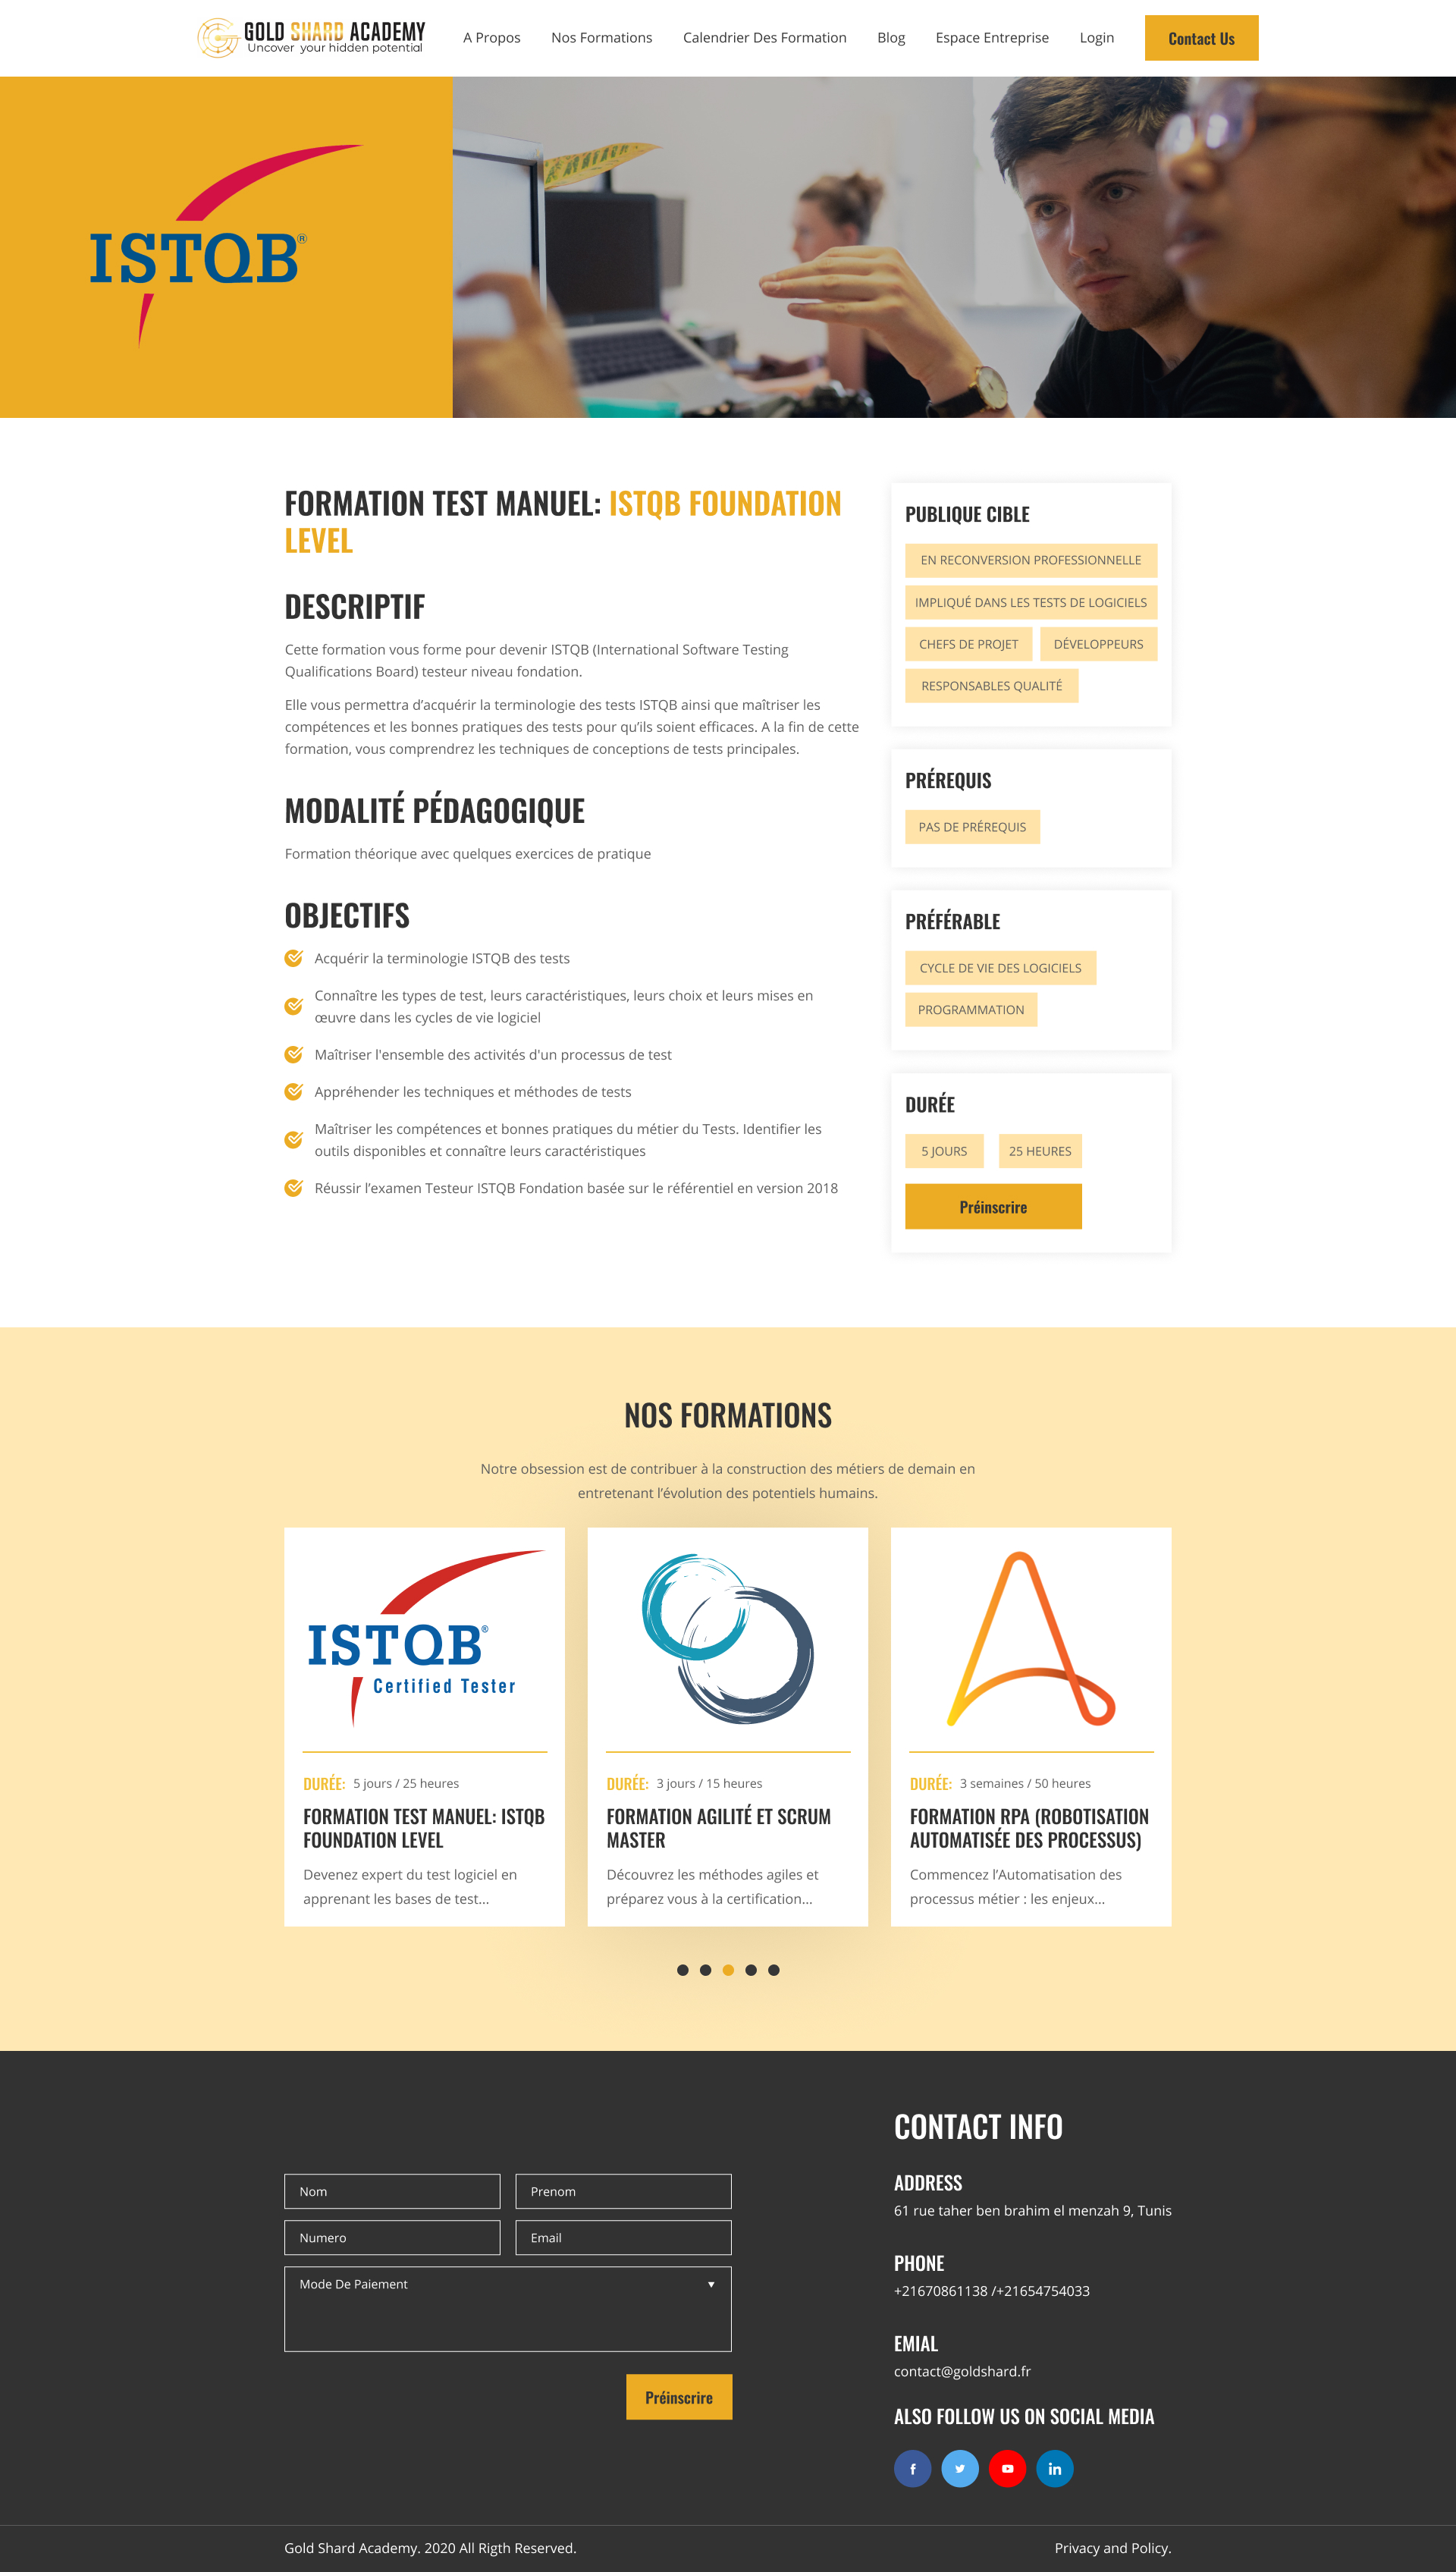 GOLD SHARD ACADEMY
Uncover your hidden potential
A Propos
Nos Formations
Calendrier Des Formation
Blog
Espace Entreprise
Login
Contact Us
ISTQB®
FORMATION TEST MANUEL: ISTQB FOUNDATION
LEVEL
DESCRIPTIF
Cette formation vous forme pour devenir ISTQB (International Software Testing
Qualifications Board) testeur niveau fondation.
Elle vous permettra d’acquérir la terminologie des tests ISTQB ainsi que maîtriser les
compétences et les bonnes pratiques des tests pour qu’ils soient efficaces. A la fin de cette
formation, vous comprendrez les techniques de conceptions de tests principales.
MODALITÉ PÉDAGOGIQUE
Formation théorique avec quelques exercices de pratique
OBJECTIFS
Acquérir la terminologie ISTQB des tests
Connaître les types de test, leurs caractéristiques, leurs choix et leurs mises en
œuvre dans les cycles de vie logiciel
Maîtriser l'ensemble des activités d'un processus de test
Appréhender les techniques et méthodes de tests
Maîtriser les compétences et bonnes pratiques du métier du Tests. Identifier les
outils disponibles et connaître leurs caractéristiques
Réussir l’examen Testeur ISTQB Fondation basée sur le référentiel en version 2018
PUBLIQUE CIBLE
EN RECONVERSION PROFESSIONNELLE
IMPLIQUÉ DANS LES TESTS DE LOGICIELS
CHEFS DE PROJET
DÉVELOPPEURS
RESPONSABLES QUALITÉ
PRÉREQUIS
PAS DE PRÉREQUIS
PRÉFÉRABLE
CYCLE DE VIE DES LOGICIELS
PROGRAMMATION
DURÉE
5 JOURS
25 HEURES
Préinscrire
NOS FORMATIONS
Notre obsession est de contribuer à la construction des métiers de demain en
entretenant l’évolution des potentiels humains.
ISTQB®
Certified Tester
DURÉE: 5 jours / 25 heures
FORMATION TEST MANUEL: ISTQB
FOUNDATION LEVEL
Devenez expert du test logiciel en
apprenant les bases de test...
DURÉE: 3 jours / 15 heures
FORMATION AGILITÉ ET SCRUM
MASTER
Découvrez les méthodes agiles et
préparez vous à la certification...
DURÉE: 3 semaines / 50 heures
FORMATION RPA (ROBOTISATION
AUTOMATISÉE DES PROCESSUS)
Commencez l’Automatisation des
processus métier : les enjeux...
Nom
Prenom
Numero
Email
Mode De Paiement
Préinscrire
CONTACT INFO
ADDRESS
61 rue taher ben brahim el menzah 9, Tunis
PHONE
+21670861138 /+21654754033
EMIAL
contact@goldshard.fr
ALSO FOLLOW US ON SOCIAL MEDIA
Gold Shard Academy. 2020 All Rigth Reserved.
Privacy and Policy.